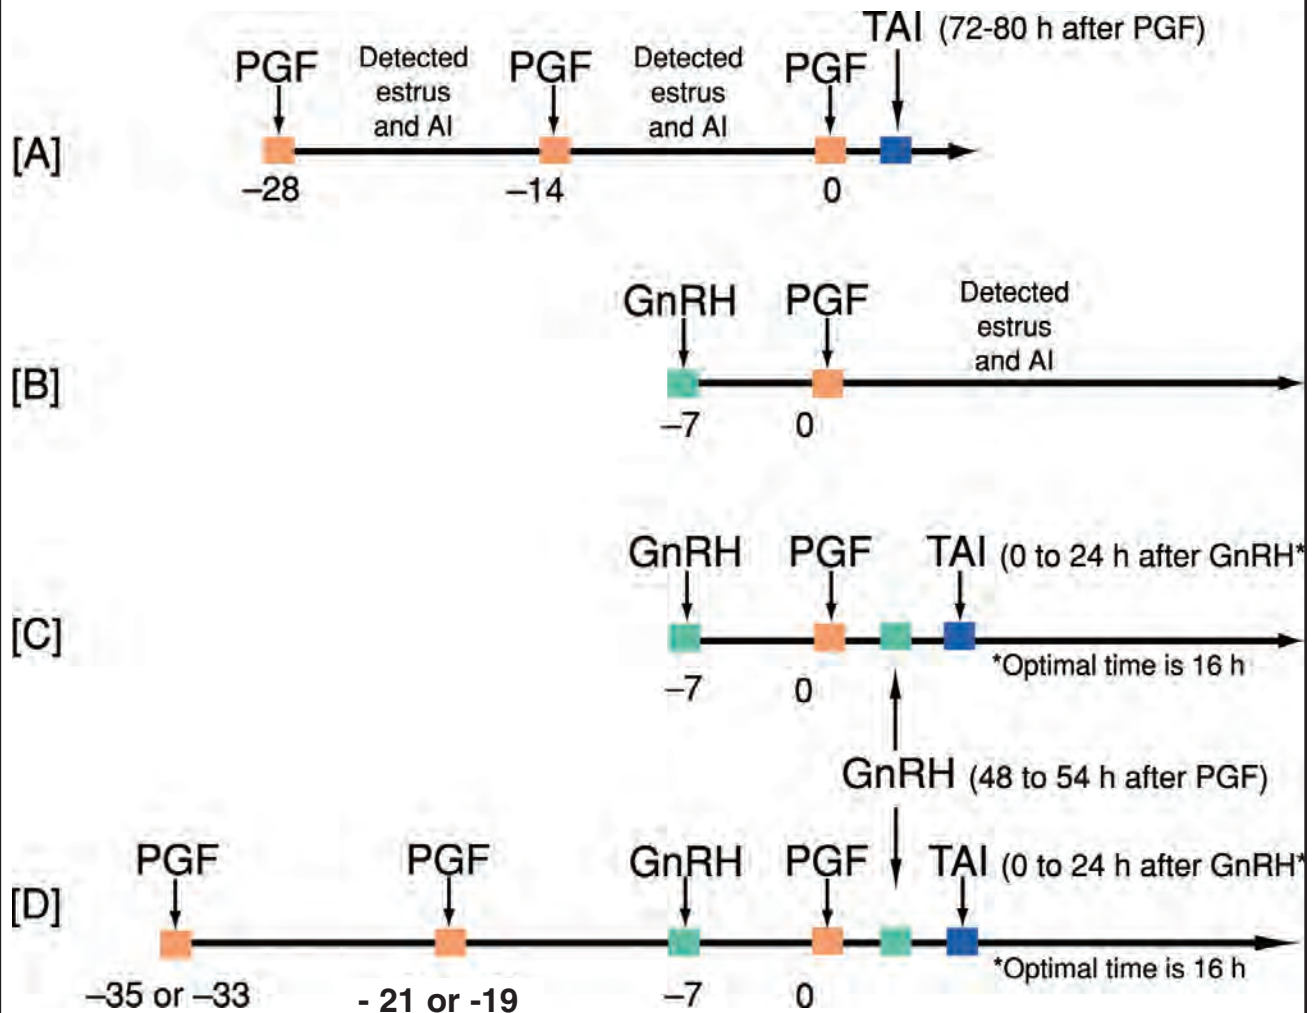 TAI (72-80 h after PGF)
PGF Detected estrus and AI PGF Detected estrus and AI PGF
[A]
–28 –14 0
GnRH PGF Detected estrus and AI
[B]
–7 0
GnRH PGF TAI (0 to 24 h after GnRH*
[C]
*Optimal time is 16 h
–7 0
GnRH (48 to 54 h after PGF)
PGF PGF GnRH PGF TAI (0 to 24 h after GnRH*
[D]
*Optimal time is 16 h
–35 or –33 - 21 or -19 –7 0